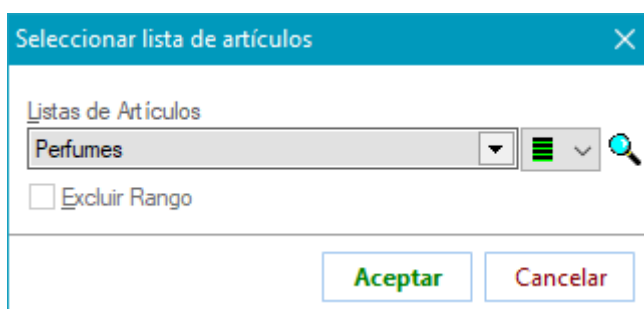 Seleccionar lista de artículos
Listas de Artículos
Perfumes
Excluir Rango
Aceptar
Cancelar